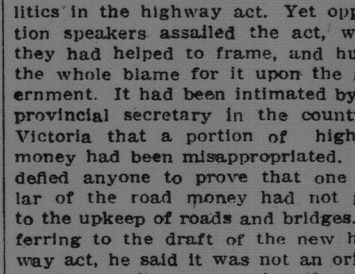 litics in the highway act. Yet opp
tion speakers assailed the act, w
they had helped to frame, and hu
the whole blame for it upon the
ernment. It had been intimated by
provincial secretary in the count
Victoria that a portion of high
money had been misappropriated.
defied anyone to prove that one
lar of the road money had not
to the upkeep of roads and bridges.
ferring to the draft of the new h
way act, he said it was not an ori